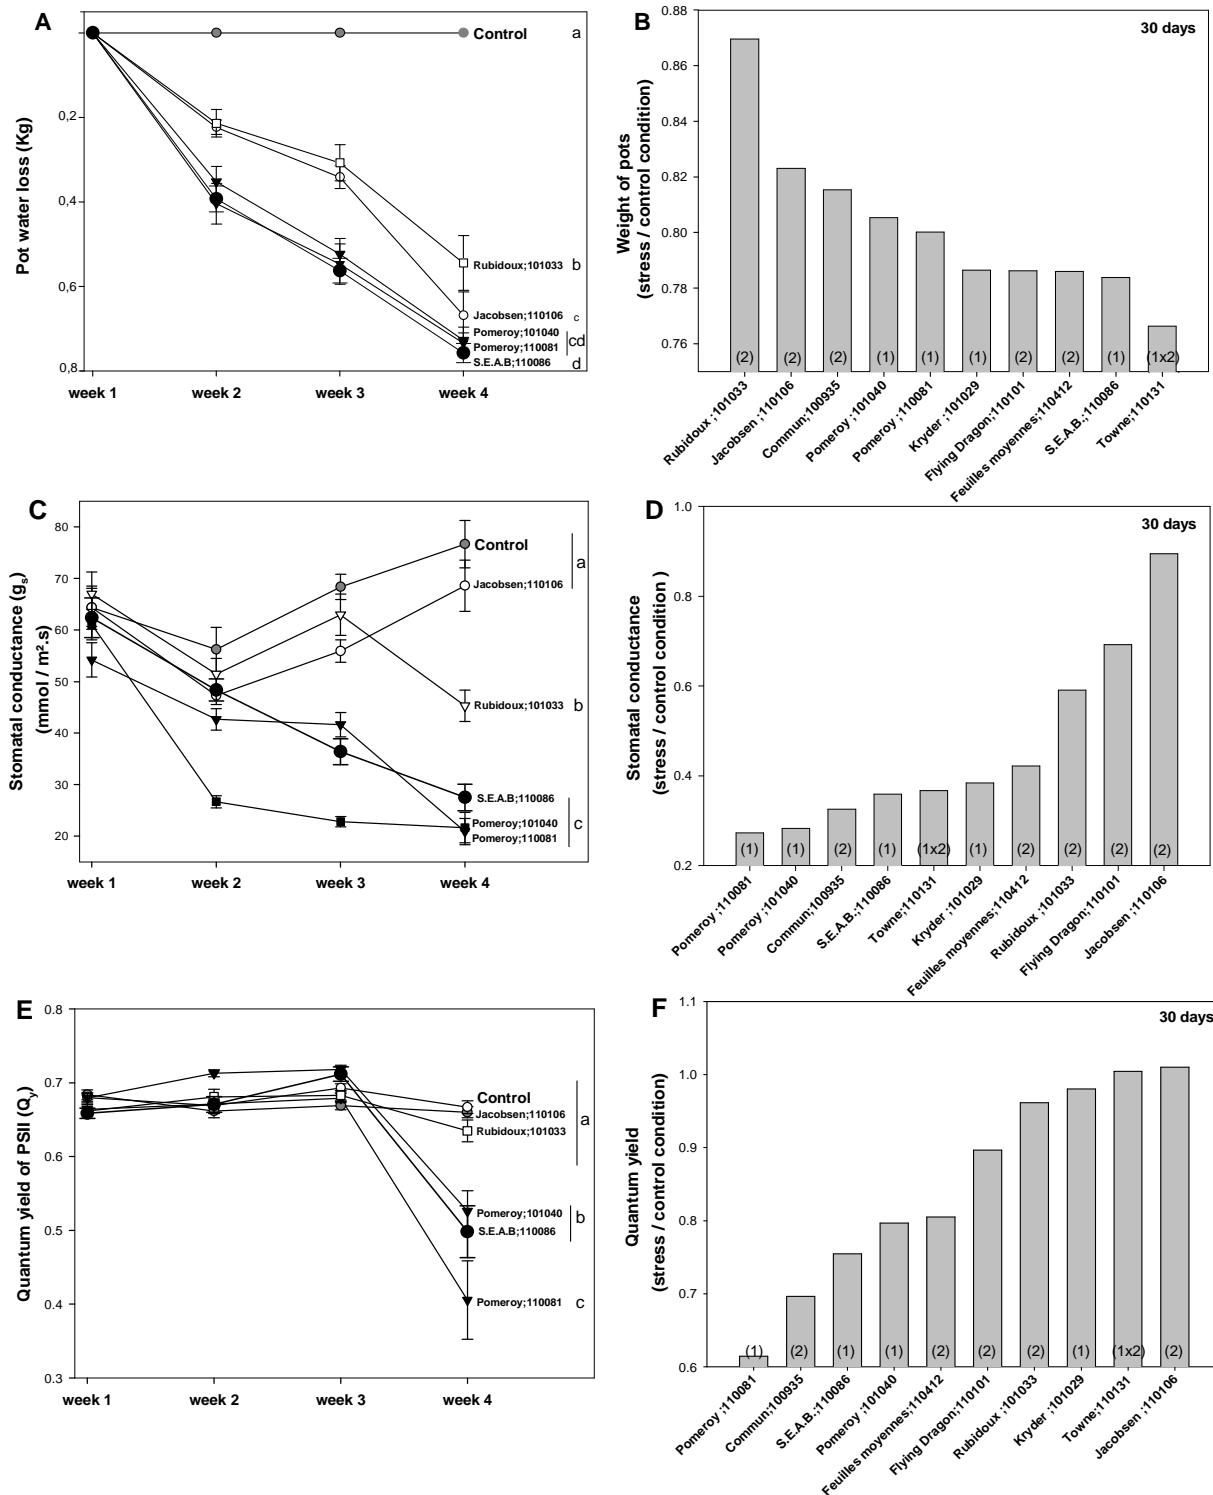 A
Pot water loss (Kg)
0,2
0,4
0,6
0,8
Control
a
Rubidoux;101033
b
Jacobsen;110106
c
Pomeroy;101040
cd
Pomeroy;110081
S.E.A.B;110086
d
week 1
week 2
week 3
week 4
B
30 days
Weight of pots
(stress / control condition)
0.88
0.86
0.84
0.82
0.80
0.78
0.76
(2)
(2)
(2)
(1)
(1)
(1)
(2)
(2)
(1)
(1x2)
Rubidoux ;101033
Jacobsen ;110106
Commun;100935
Pomeroy ;101040
Pomeroy ;110081
Kryder ;101029
Flying Dragon;110101
Feuilles moyennes;110412
S.E.A.B.;110086
Towne;110131
C
Stomatal conductance (gs)
(mmol / m².s)
80
70
60
50
40
30
20
Control
a
Jacobsen;110106
Rubidoux;101033
b
S.E.A.B;110086
c
Pomeroy;101040
Pomeroy;110081
week 1
week 2
week 3
week 4
D
30 days
Stomatal conductance
(stress / control condition )
1.0
0.8
0.6
0.4
0.2
(1)
(1)
(2)
(1)
(1x2)
(1)
(2)
(2)
(2)
(2)
Pomeroy ;110081
Pomeroy ;101040
Commun;100935
S.E.A.B.;110086
Towne;110131
Kryder ;101029
Feuilles moyennes;110412
Rubidoux ;101033
Flying Dragon;110101
Jacobsen ;110106
E
Quantum yield of PSII (Qy)
0.8
0.7
0.6
0.5
0.4
0.3
Control
Jacobsen;110106
a
Rubidoux;101033
Pomeroy;101040
b
S.E.A.B;110086
Pomeroy;110081
c
week 1
week 2
week 3
week 4
F
30 days
Quantum yield
(stress / control condition)
1.1
1.0
0.9
0.8
0.7
0.6
(1)
(2)
(1)
(1)
(2)
(2)
(2)
(1)
(1x2)
(2)
Pomeroy ;110081
Commun;100935
S.E.A.B.;110086
Pomeroy ;101040
Feuilles moyennes;110412
Flying Dragon;110101
Rubidoux ;101033
Kryder ;101029
Towne;110131
Jacobsen ;110106